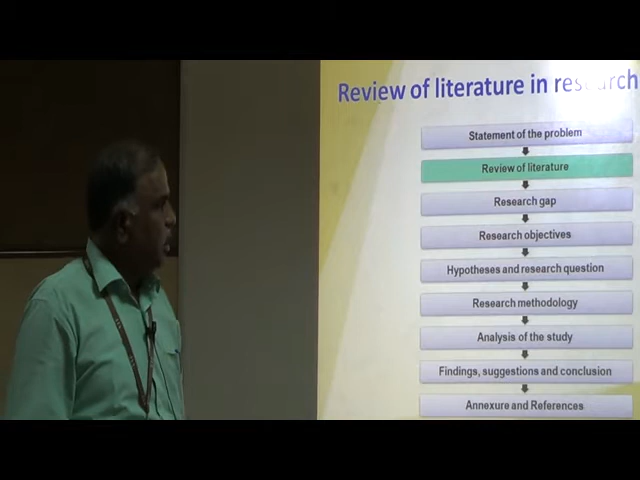 Review of literature in research
Statement of the problem
Review of literature
Research gap
Research objectives
Hypotheses and research question
Research methodology
Analysis of the study
Findings, suggestions and conclusion
Annexure and References